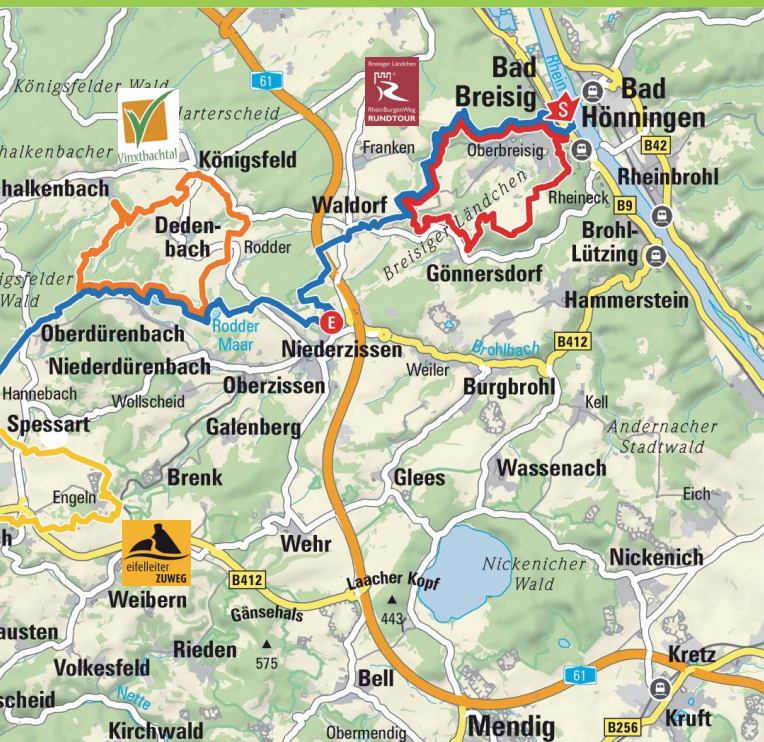 Königsfelder Wald
61
Breisiger Ländchen
RheinBurgenWeg
RUNDTOUR
Rhein
Bad
Breisig
S
Bad
Hönningen
Harterscheid
Vinxtbachtal
Königsfeld
Franken
Oberbreisig
B42
Rheinbrohl
halkenbacher
halkenbach
Waldorf
Breisiger Ländchen
Rheineck
B9
Deden-
bach
Rodder
Brohl-
Lützing
igsfelder
Wald
Gönnersdorf
Hammerstein
Oberdürenbach
Rodder
Maar
E
Niederzissen
Brohlbach
B412
Niederdürenbach
Oberzissen
Weiler
Burgbrohl
Hannebach
Wollscheid
Kell
Spessart
Galenberg
Andernacher
Stadtwald
Brenk
Glees
Wassenach
Engeln
Eich
h
Wehr
Nickenicher
Wald
Nickenich
eifelleiter
ZUWEG
B412
Laacher Kopf
443
Weibern
Gänsehals
austen
Rieden
575
Volkesfeld
Bell
61
Kretz
scheid
Nette
Kirchwald
Obermendig
Mendig
B256
Kruft